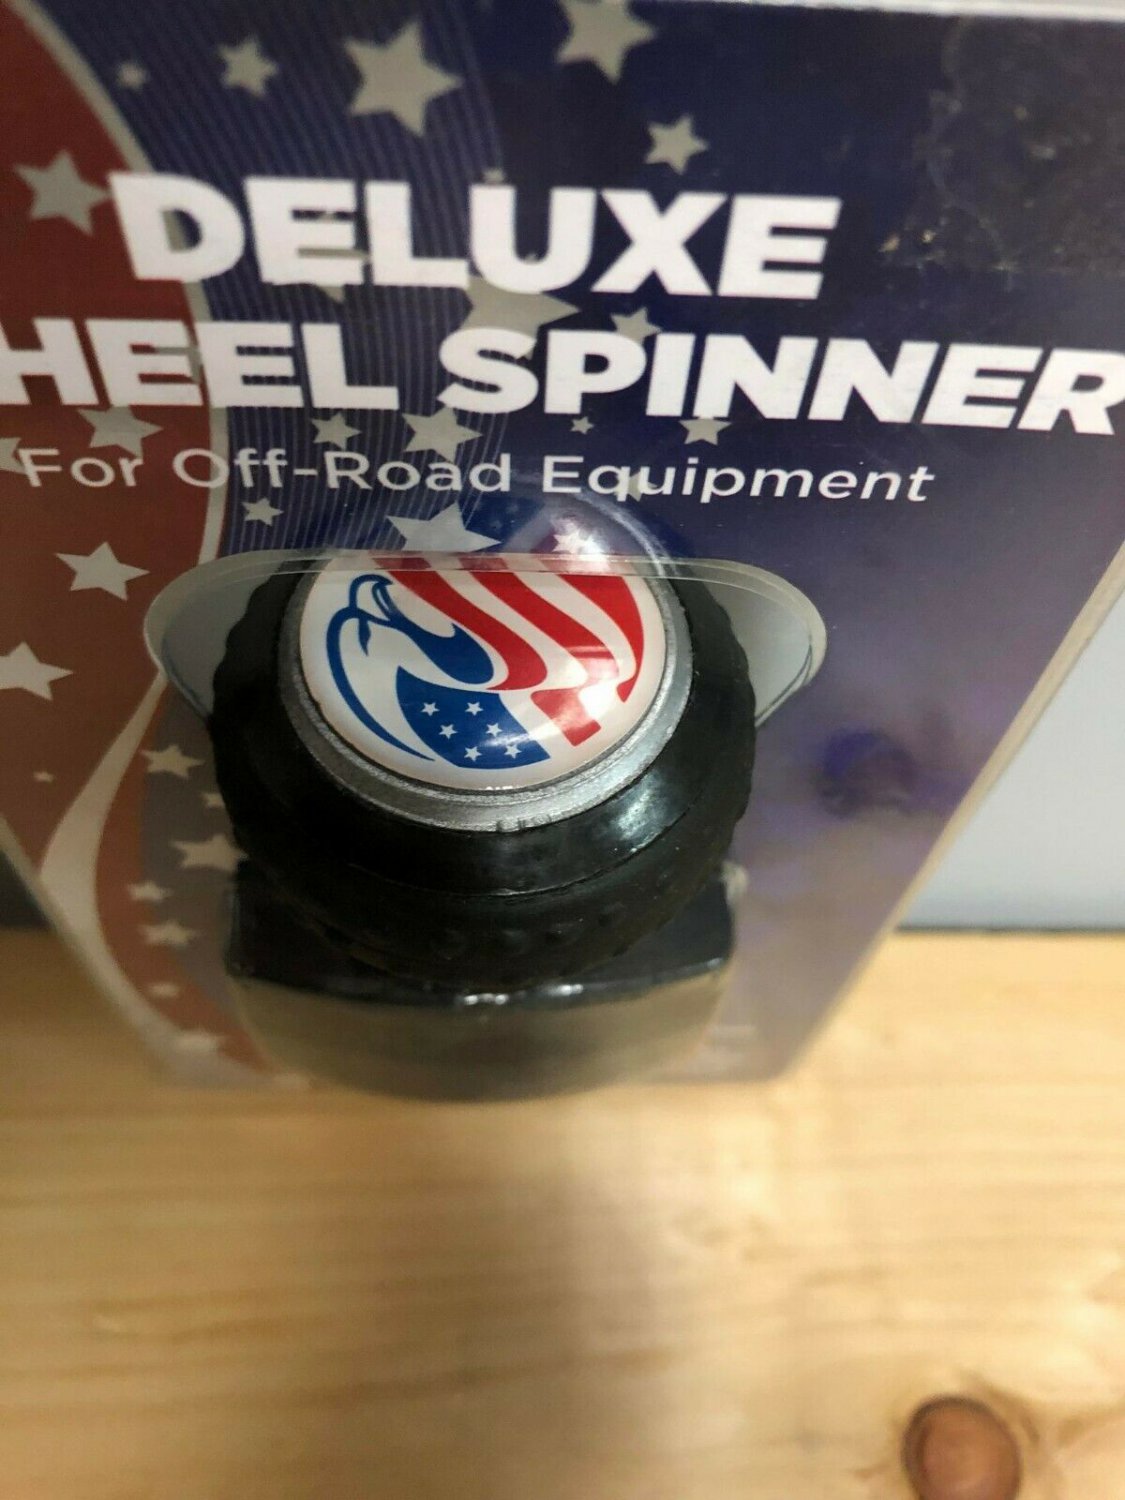 DELUXE
HEEL SPINNER
For Off-Road Equipment